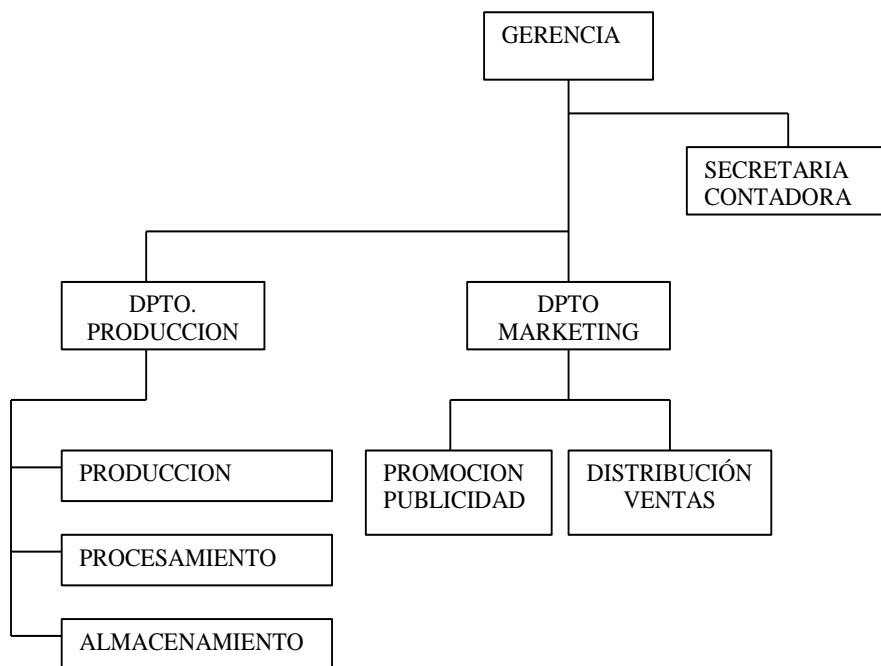 GERENCIA
SECRETARIA
CONTADORA
DPTO.
PRODUCCION
DPTO
MARKETING
PRODUCCION
PROCESAMIENTO
ALMACENAMIENTO
PROMOCION
PUBLICIDAD
DISTRIBUCIÓN
VENTAS